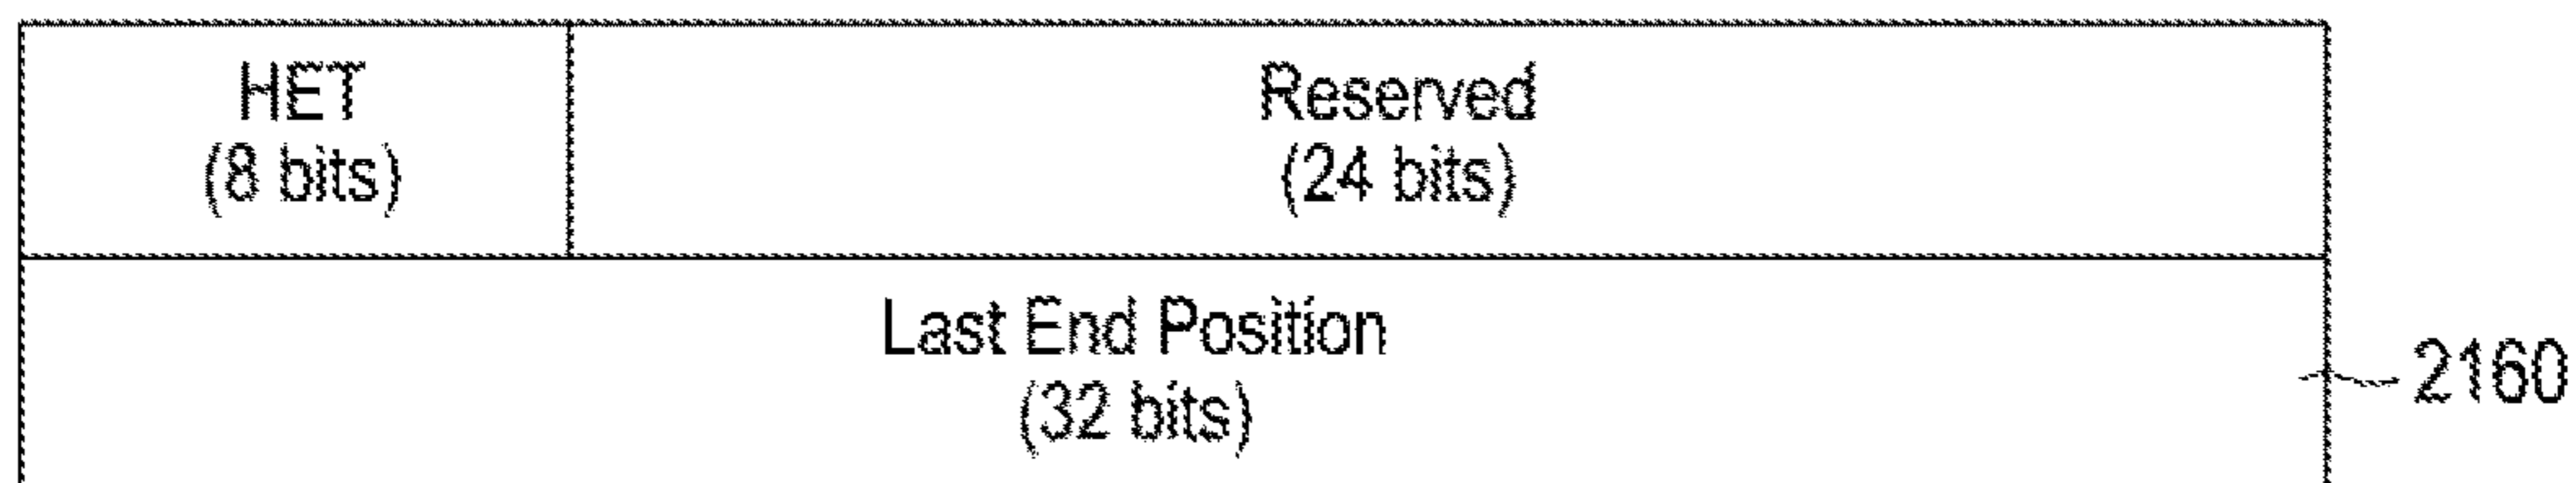 HET
(8 bits)
Reserved
(24 bits)
Last End Position
(32 bits)
2160